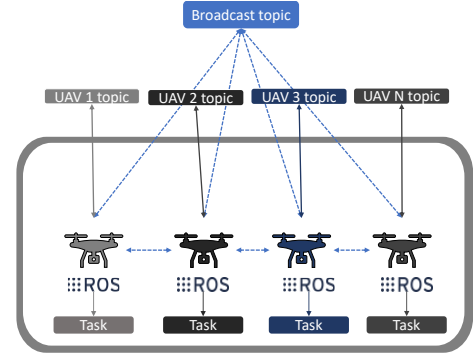 Broadcast topic
UAV 1 topic
UAV 2 topic
UAV 3 topic
UAV N topic
ROS
ROS
ROS
ROS
Task
Task
Task
Task